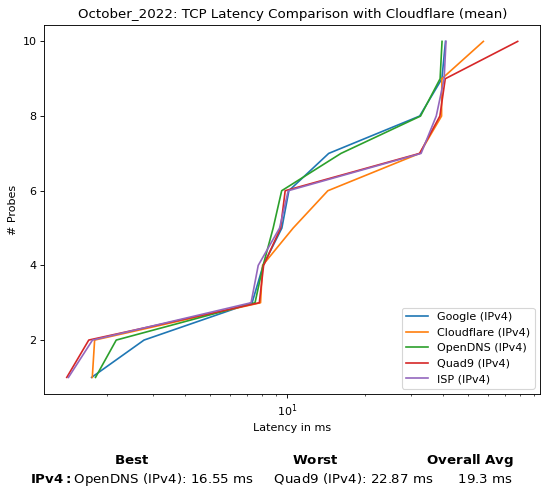 October_2022: TCP Latency Comparison with Cloudflare (mean)
10
8
6
4
2
# Probes
Google (IPv4)
Cloudflare (IPv4)
OpenDNS (IPv4)
Quad9 (IPv4)
ISP (IPv4)
10¹
Latency in ms
Best Worst Overall Avg
IPv4: OpenDNS (IPv4): 16.55 ms Quad9 (IPv4): 22.87 ms 19.3 ms